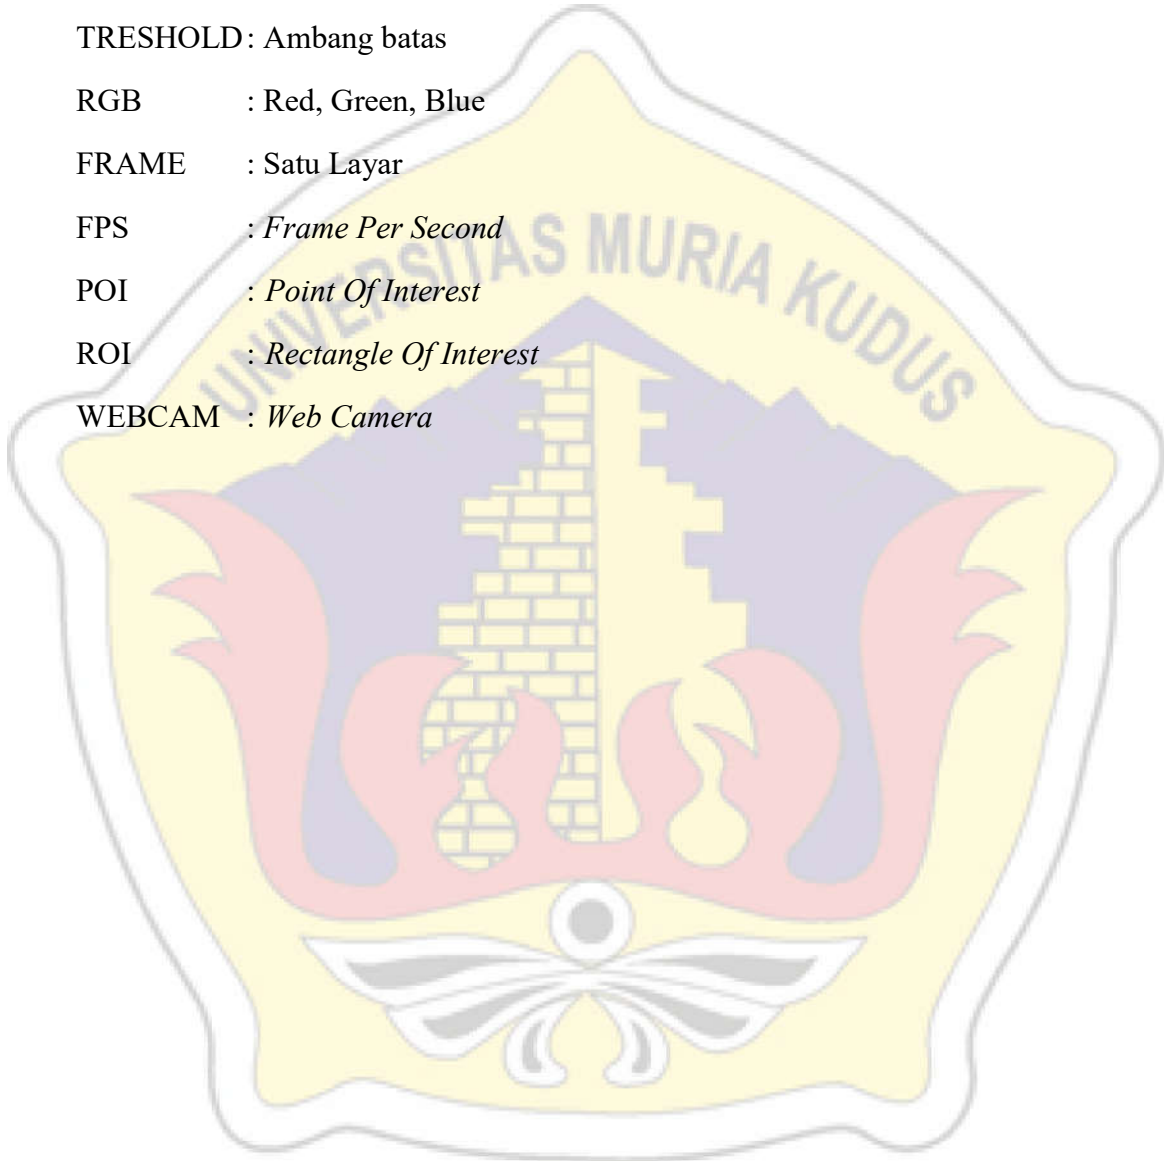 TRESHOLD : Ambang batas
RGB : Red, Green, Blue
FRAME : Satu Layar
FPS : Frame Per Second
POI : Point Of Interest
ROI : Rectangle Of Interest
WEBCAM : Web Camera
UNIVERSITAS MURIA KUDUS